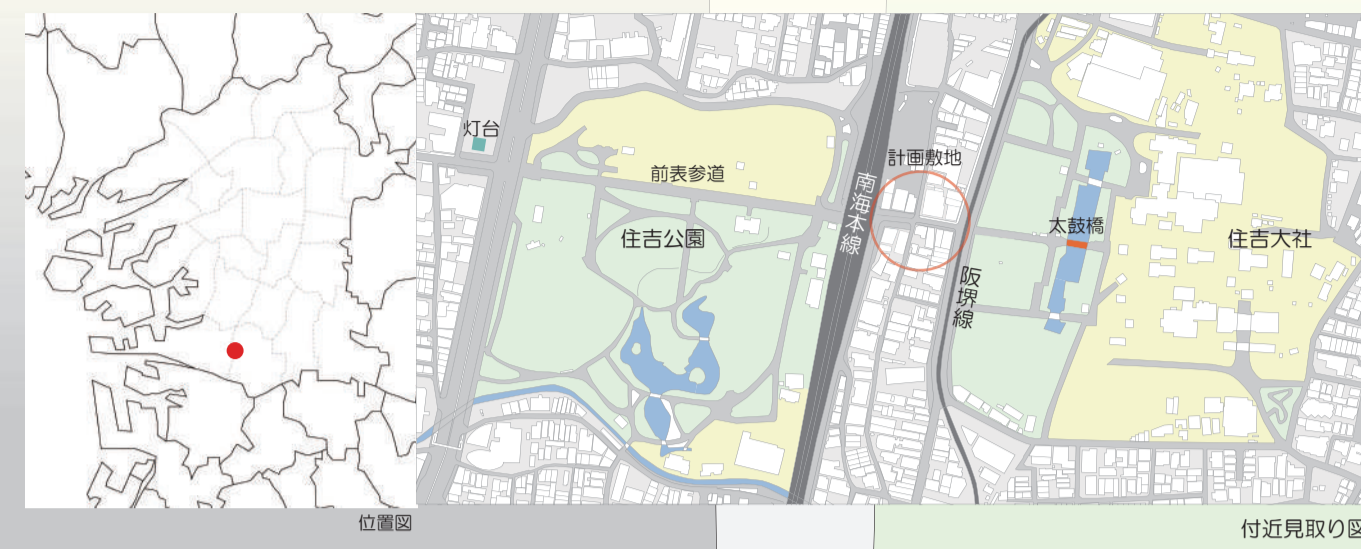 灯台
前表参道
計画敷地
南海本線
住吉公園
太鼓橋
住吉大社
阪堺線
位置図
付近見取り図